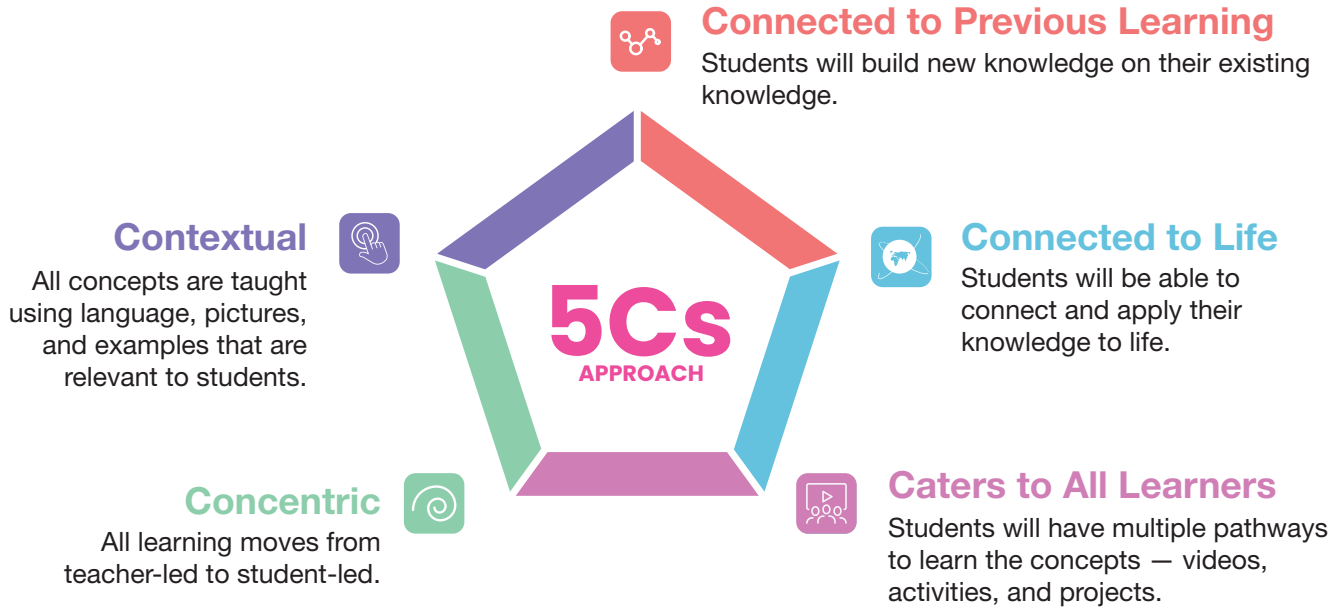 Connected to Previous Learning
Students will build new knowledge on their existing
knowledge.
Contextual
All concepts are taught
using language, pictures,
and examples that are
relevant to students.
5Cs
APPROACH
Connected to Life
Students will be able to
connect and apply their
knowledge to life.
Concentric
All learning moves from
teacher-led to student-led.
Caters to All Learners
Students will have multiple pathways
to learn the concepts — videos,
activities, and projects.